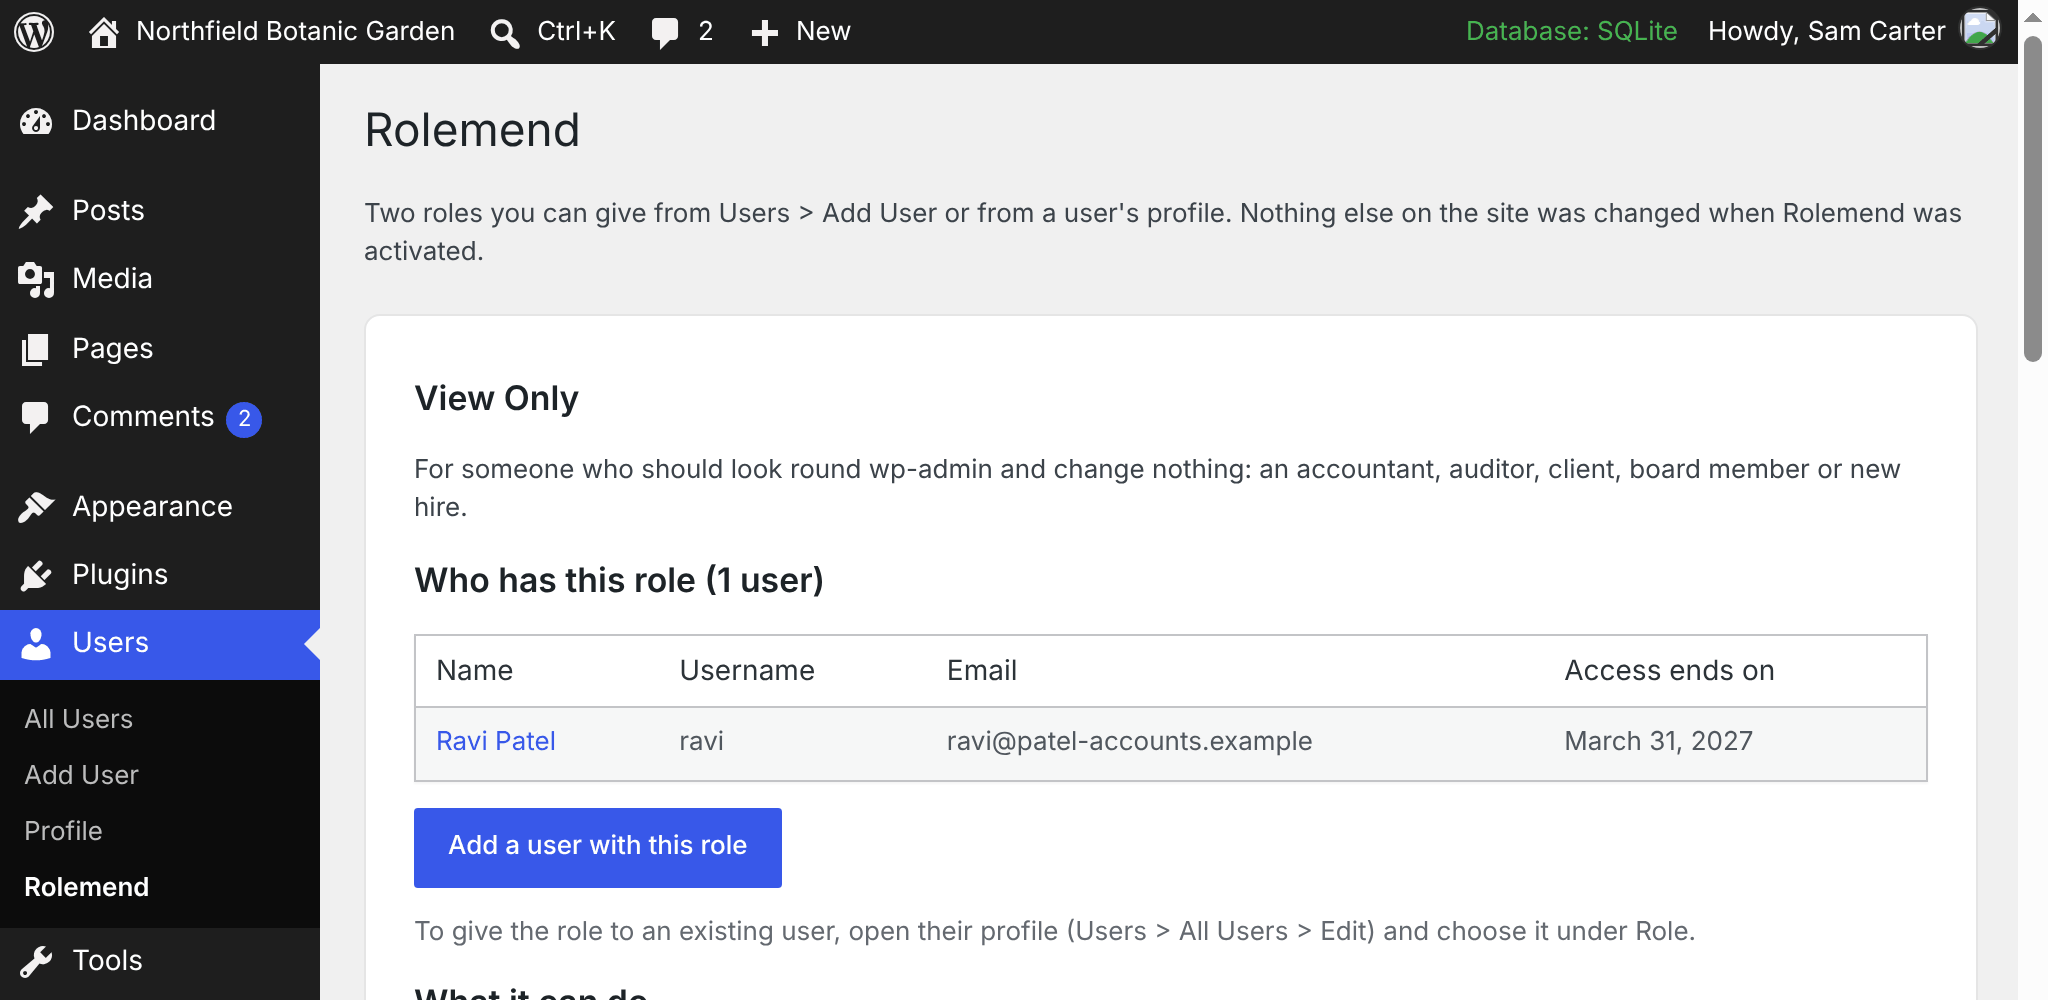 Northfield Botanic Garden Ctrl+K 2 New Database: SQLite Howdy, Sam Carter
Dashboard
Posts
Media
Pages
Comments 2
Appearance
Plugins
Users
All Users
Add User
Profile
Rolemend
Tools
Rolemend
Two roles you can give from Users > Add User or from a user's profile. Nothing else on the site was changed when Rolemend was
activated.
View Only
For someone who should look round wp-admin and change nothing: an accountant, auditor, client, board member or new
hire.
Who has this role (1 user)
Name Username Email Access ends on
Ravi Patel ravi ravi@patel-accounts.example March 31, 2027
Add a user with this role
To give the role to an existing user, open their profile (Users > All Users > Edit) and choose it under Role.
What it can do